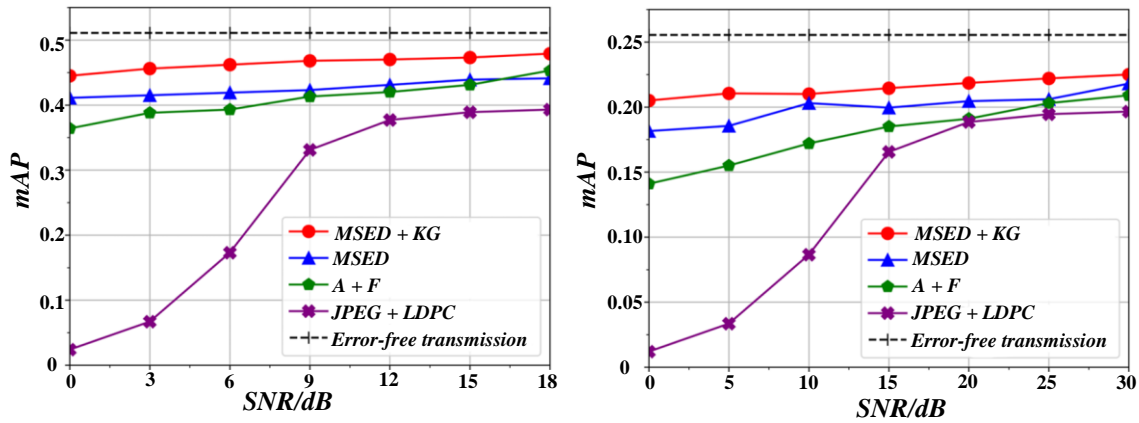 0.5
0.4
0.3
0.2
0.1
0
mAP
0 3 6 9 12 15 18
SNR/dB
MSED + KG
MSED
A + F
JPEG + LDPC
Error-free transmission
0.25
0.20
0.15
0.10
0.05
0
mAP
0 5 10 15 20 25 30
SNR/dB
MSED + KG
MSED
A + F
JPEG + LDPC
Error-free transmission